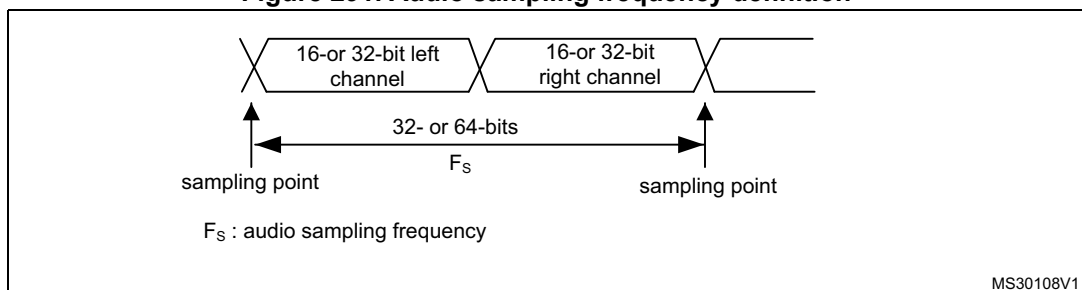 16-or 32-bit left
channel
16-or 32-bit
right channel
32- or 64-bits
FS
sampling point
sampling point
FS : audio sampling frequency
MS30108V1